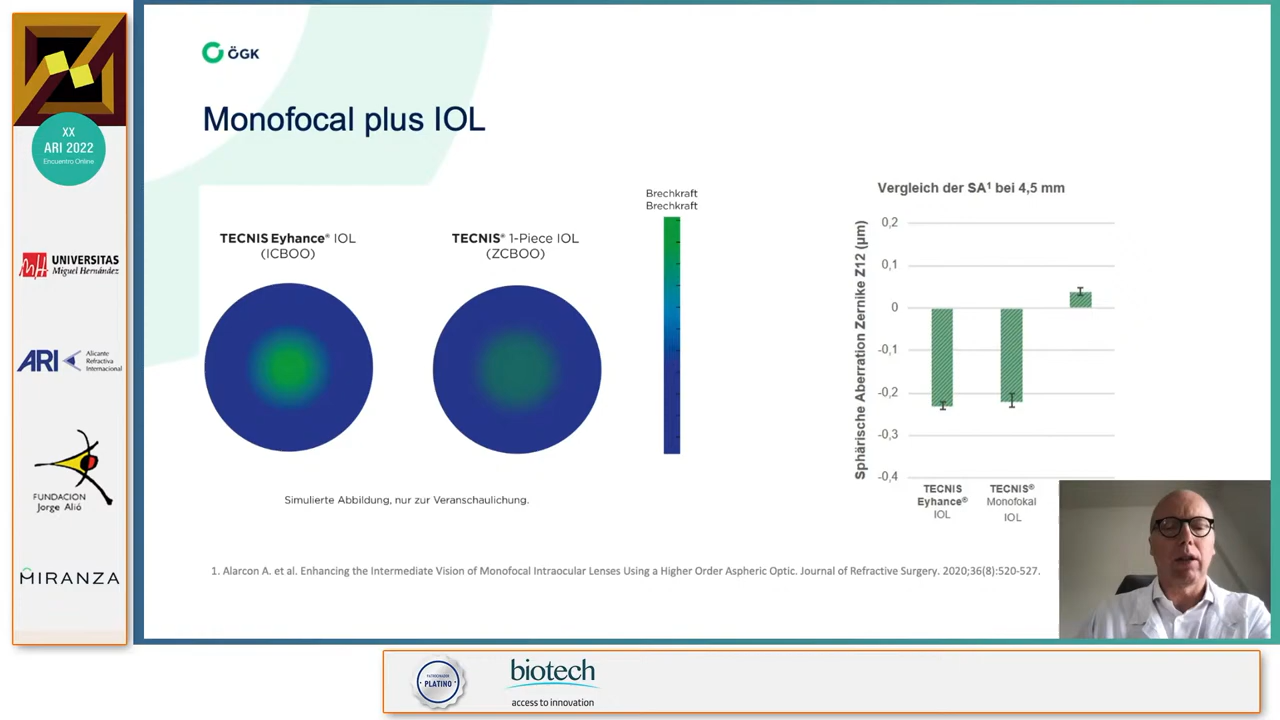 XX
ARI 2022
Encuentro Online
UNIVERSITAS
Miguel Hernández
ARI
Alicante
Refractiva
Internacional
FUNDACION
Jorge Alió
MIRANZA
ÖGK
Monofocal plus IOL
TECNIS Eyhance® IOL
(ICBOO)
TECNIS® 1-Piece IOL
(ZCBOO)
Brechkraft
Brechkraft
Simulierte Abbildung, nur zur Veranschaulichung.
Vergleich der SA¹ bei 4,5 mm
Sphärische Aberration Zernike Z12 (µm)
0,2
0,1
0
-0,1
-0,2
-0,3
-0,4
TECNIS
Eyhance®
IOL
TECNIS®
Monofokal
IOL
1. Alarcon A. et al. Enhancing the Intermediate Vision of Monofocal Intraocular Lenses Using a Higher Order Aspheric Optic. Journal of Refractive Surgery. 2020;36(8):520-527.
PATROCINADOR
PLATINO
biotech
access to innovation